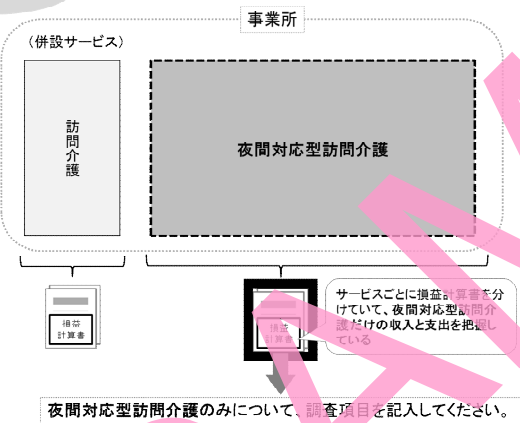 事業所
（併設サービス）
訪問介護
夜間対応型訪問介護
損益
計算書
損益
計算書
サービスごとに損益計算書を分
けていて、夜間対応型訪問介
護だけの収入と支出を把握し
ている
夜間対応型訪問介護のみについて、調査項目を記入してください。